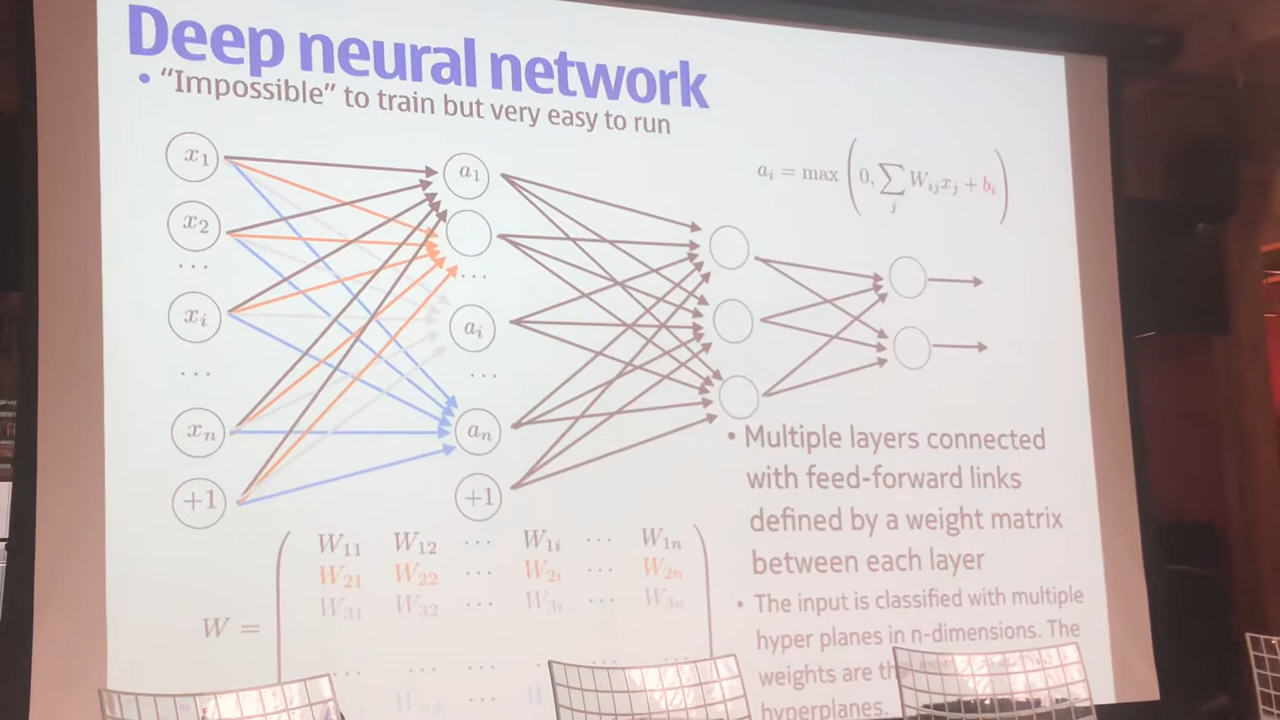 Deep neural network
• “Impossible” to train but very easy to run
x1
x2
...
xi
...
xn
+1
a1
...
ai
...
an
+1
ai = max (0, ∑j Wijxj + bi)
W11 W12 ... W1i ... W1n
W21 W22 ... W2i ... W2n
W31 W32 ... W3i ... W3n
W =
... ... ... ... ...
...
• Multiple layers connected
with feed-forward links
defined by a weight matrix
between each layer
• The input is classified with multiple
hyper planes in n-dimensions. The
weights are
hyperplanes.